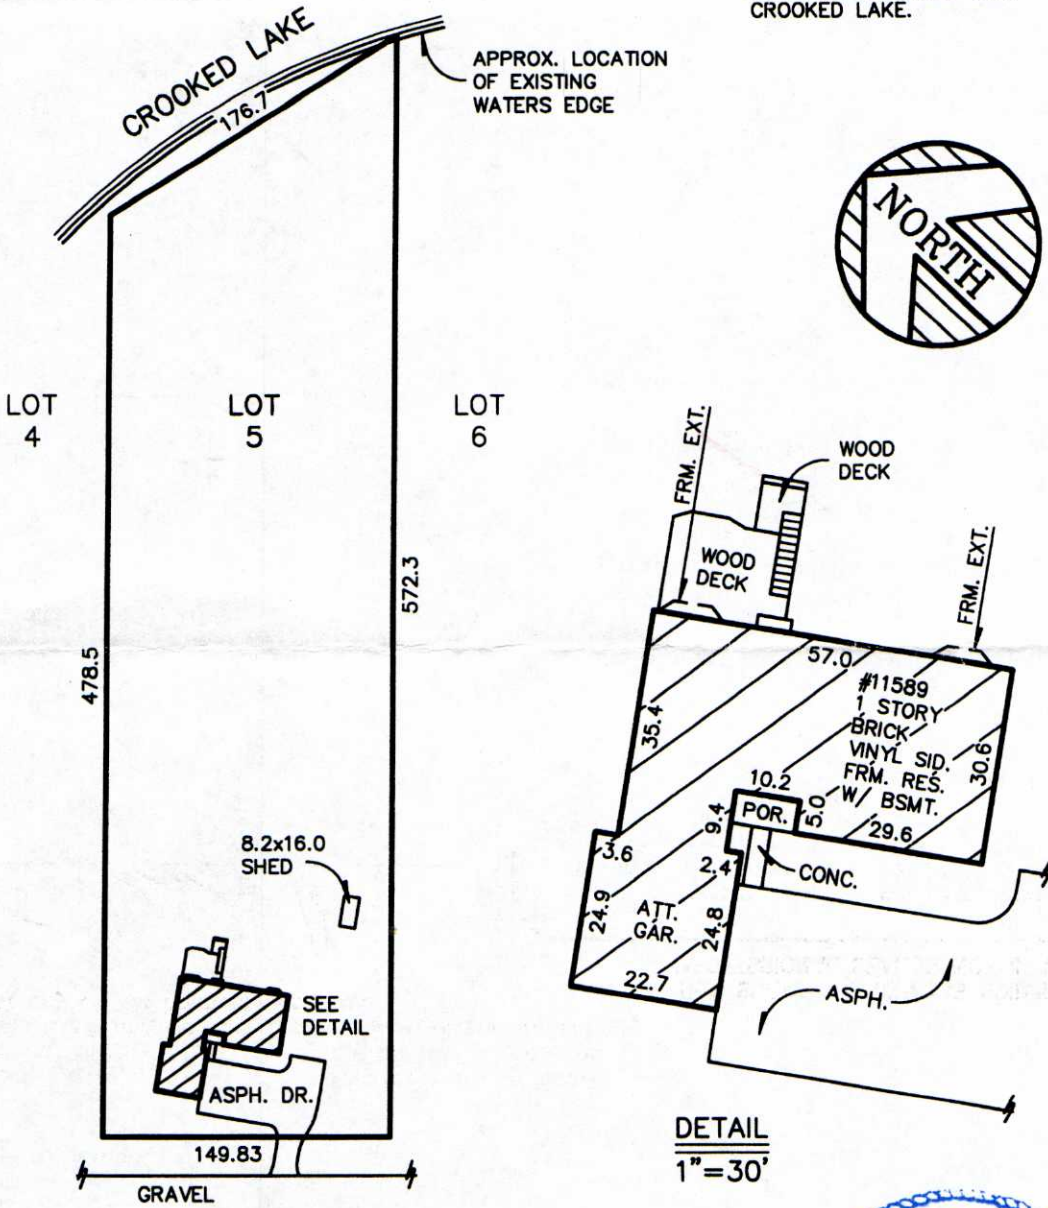 CROOKED LAKE.
CROOKED LAKE
176.7
APPROX. LOCATION
OF EXISTING
WATERS EDGE
NORTH
LOT
4
LOT
5
LOT
6
478.5
572.3
8.2x16.0
SHED
SEE
DETAIL
ASPH. DR.
149.83
GRAVEL
FRM. EXT.
WOOD
DECK
WOOD
DECK
FRM. EXT.
57.0
#11589
1 STORY
BRICK
VINYL SID.
FRM. RES.
W/ BSMT.
35.4
30.6
10.2
POR.
5.0
29.6
9.4
3.6
2.4
CONC.
24.9
ATT.
GAR.
24.8
22.7
ASPH.
DETAIL
1"=30'